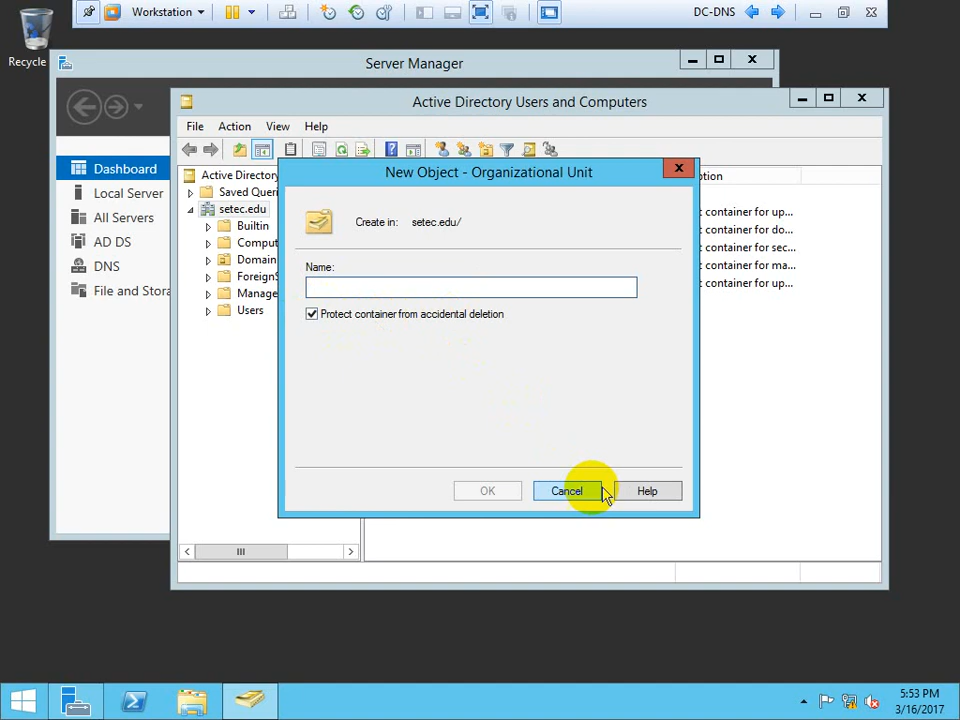 Workstation
DC-DNS
Recycle
Server Manager
Active Directory Users and Computers
File Action View Help
Dashboard
Local Server
All Servers
AD DS
DNS
File and Stora
Active Directory
Saved Queri
setec.edu
Builtin
Comput
Domain
ForeignS
Manage
Users
ption
t container for up...
t container for do...
t container for sec...
t container for ma...
t container for up...
New Object - Organizational Unit
Create in: setec.edu/
Name:
Protect container from accidental deletion
OK Cancel Help
5:53 PM
3/16/2017